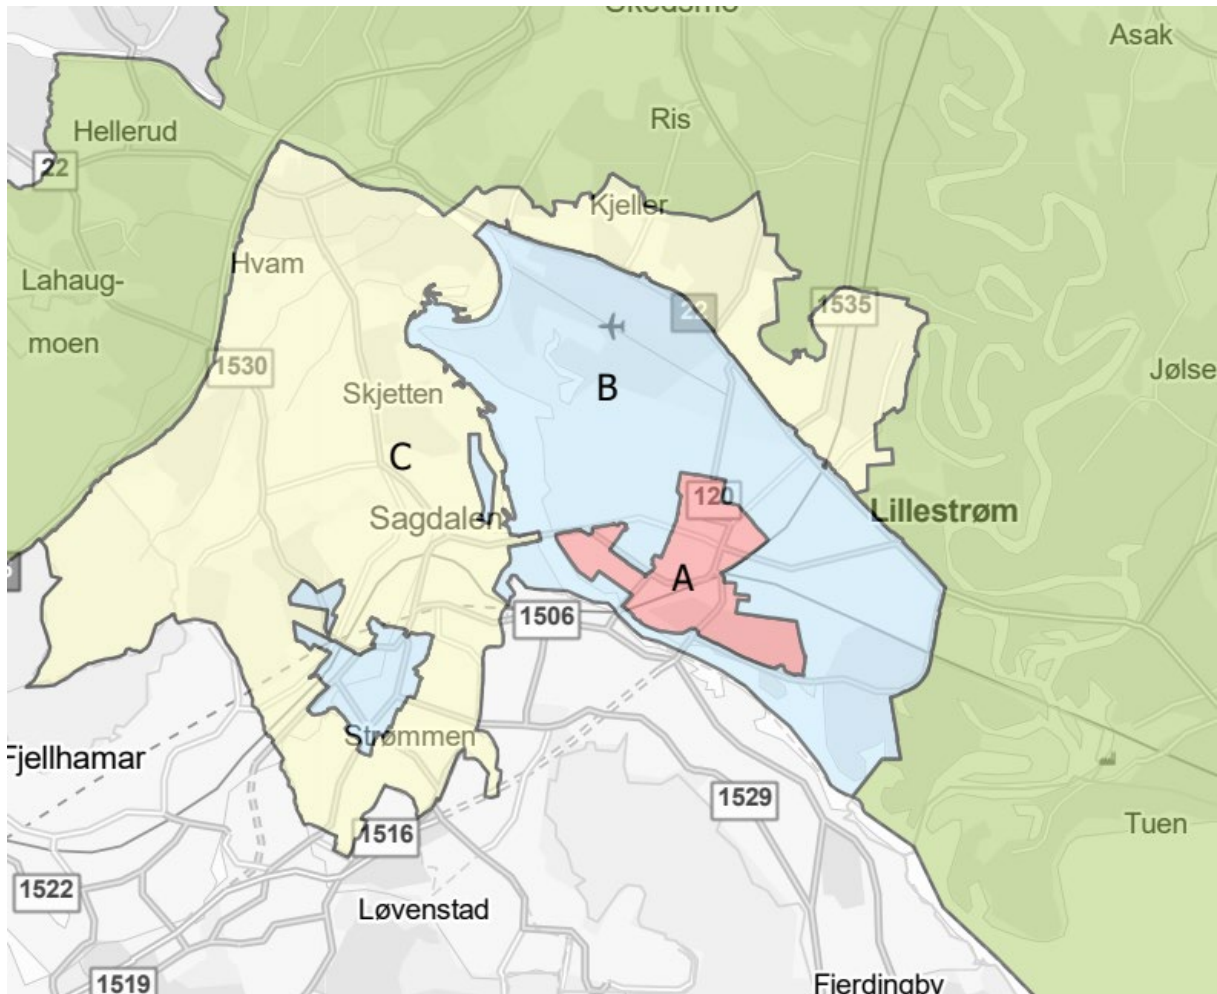 Skedsmo
Asak
Hellerud
Ris
22
Kjeller
Hvam
Lahaug-
moen
22
1535
1530
Jølse
Skjetten
B
C
120
Sagdalen
Lillestrøm
A
1506
Strømmen
Fjellhamar
1529
1516
Tuen
1522
Løvenstad
1519
Fjerdingby